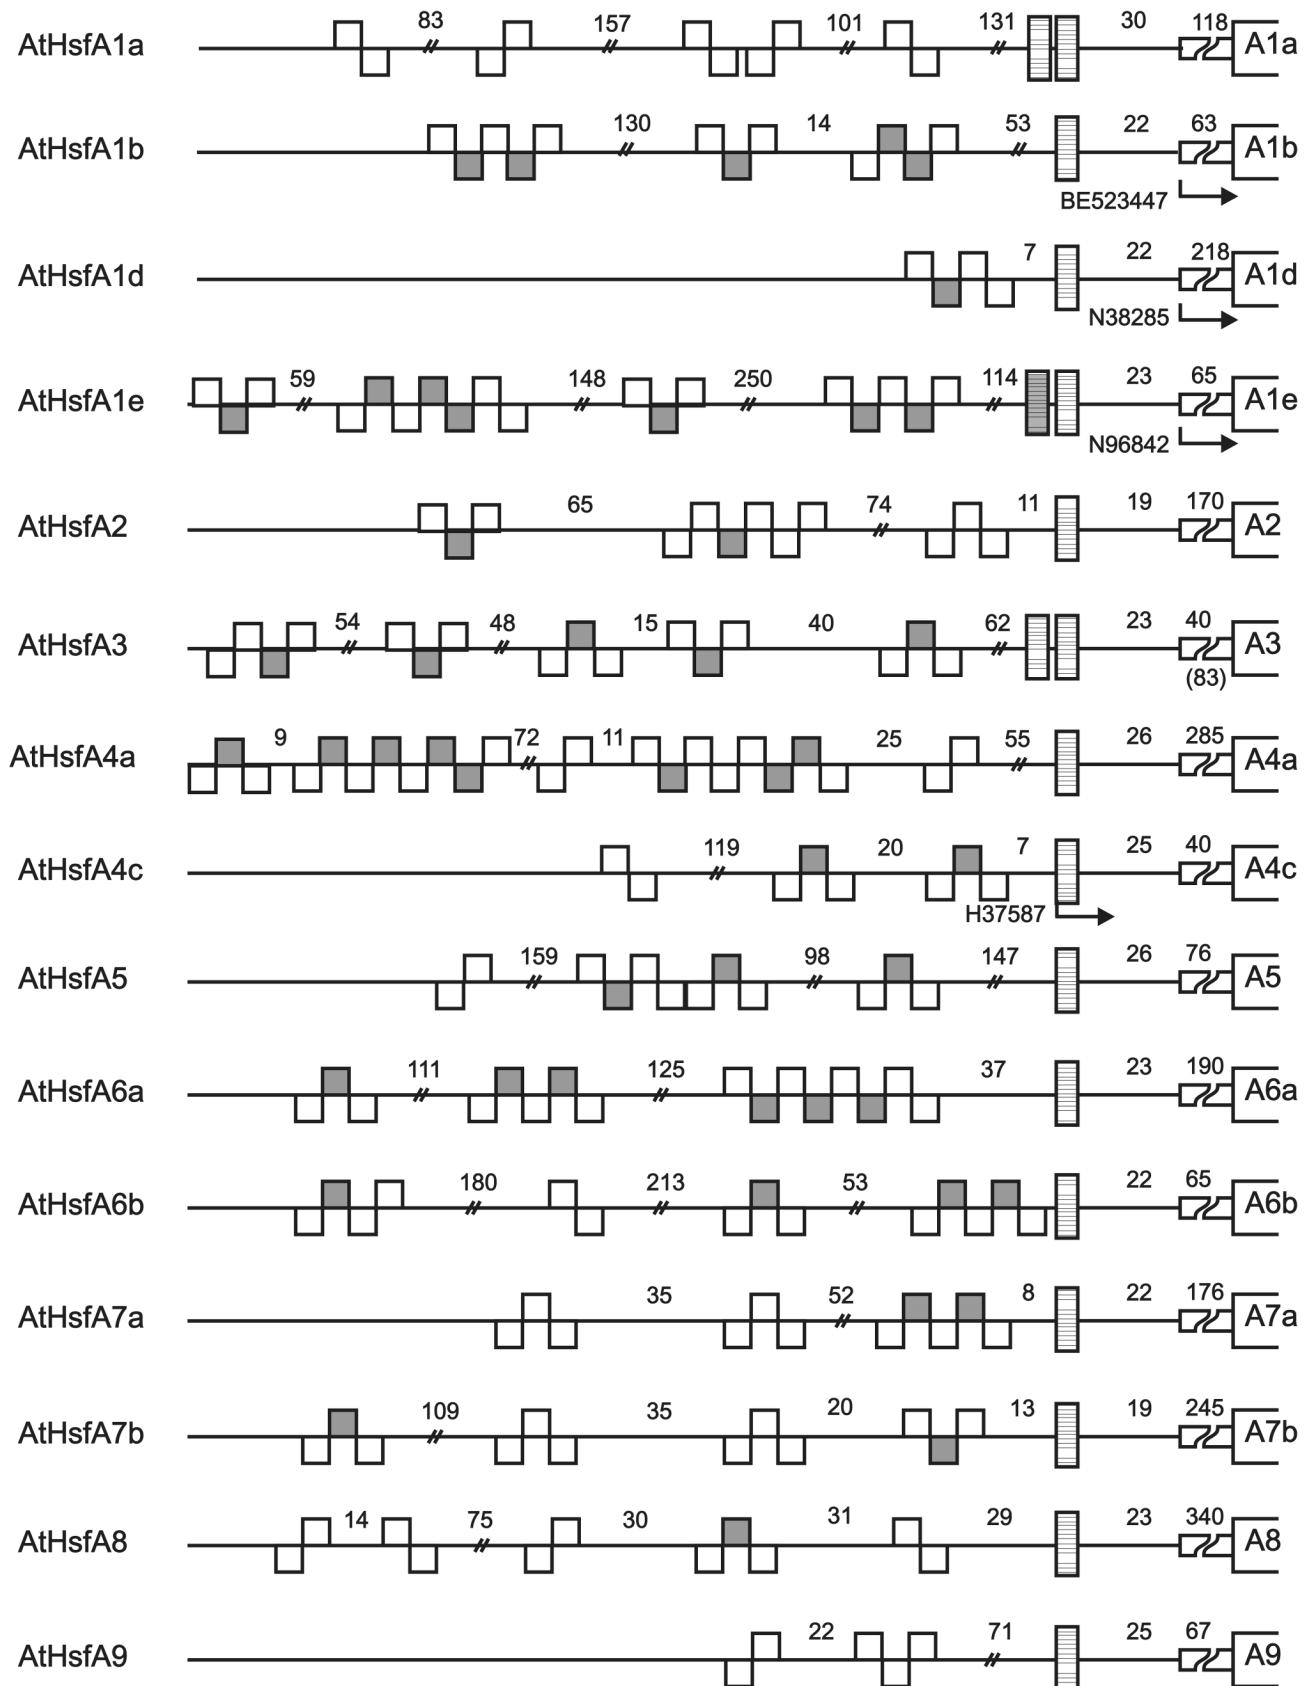 83 157 101 131 30 118
AtHsfA1a A1a
130 14 53 22 63
AtHsfA1b A1b
BE523447
7 22 218
AtHsfA1d A1d
N38285
59 148 250 114 23 65
AtHsfA1e A1e
N96842
65 74 11 19 170
AtHsfA2 A2
54 48 15 40 62 23 40
AtHsfA3 A3
(83)
9 72 11 25 55 26 285
AtHsfA4a A4a
119 20 7 25 40
AtHsfA4c A4c
H37587
159 98 147 26 76
AtHsfA5 A5
111 125 37 23 190
AtHsfA6a A6a
180 213 53 22 65
AtHsfA6b A6b
35 52 8 22 176
AtHsfA7a A7a
109 35 20 13 19 245
AtHsfA7b A7b
14 75 30 31 29 23 340
AtHsfA8 A8
22 71 25 67
AtHsfA9 A9